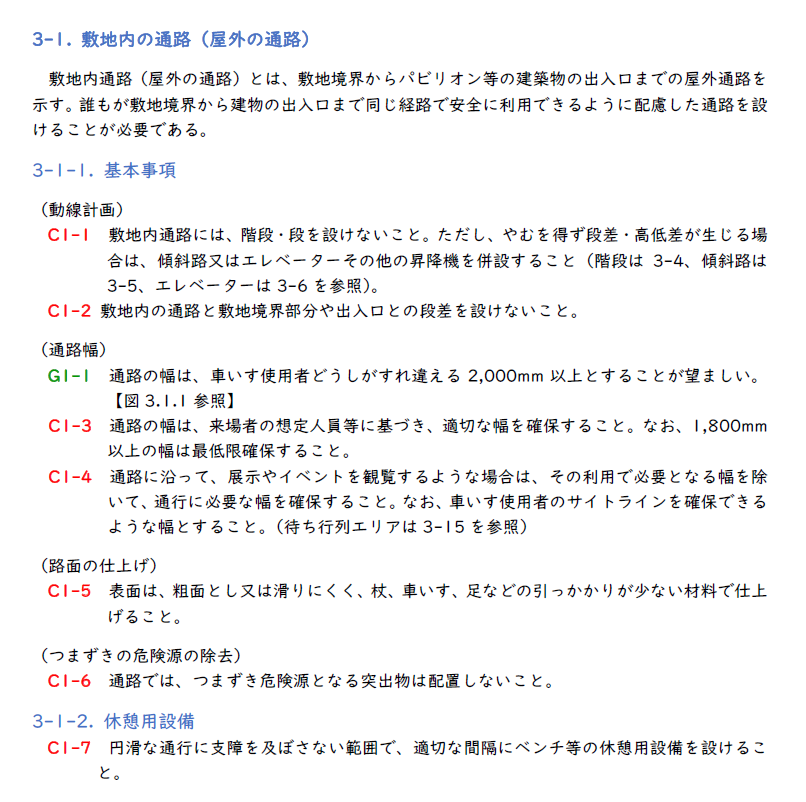 3-1. 敷地内の通路（屋外の通路）
敷地内通路（屋外の通路）とは、敷地境界からパビリオン等の建築物の出入口までの屋外通路を
示す。誰もが敷地境界から建物の出入口まで同じ経路で安全に利用できるように配慮した通路を設
けることが必要である。
3-1-1. 基本事項
（動線計画）
C1-1 敷地内通路には、階段・段を設けないこと。ただし、やむを得ず段差・高低差が生じる場
合は、傾斜路又はエレベーターその他の昇降機を併設すること（階段は 3-4、傾斜路は
3-5、エレベーターは 3-6 を参照）。
C1-2 敷地内の通路と敷地境界部分や出入口との段差を設けないこと。
（通路幅）
G1-1 通路の幅は、車いす使用者どうしがすれ違える 2,000mm 以上とすることが望ましい。
【図 3.1.1 参照】
C1-3 通路の幅は、来場者の想定人員等に基づき、適切な幅を確保すること。なお、1,800mm
以上の幅は最低限確保すること。
C1-4 通路に沿って、展示やイベントを観覧するような場合は、その利用で必要となる幅を除
いて、通行に必要な幅を確保すること。なお、車いす使用者のサイトラインを確保できる
ような幅とすること。（待ち行列エリアは 3-15 を参照）
（路面の仕上げ）
C1-5 表面は、粗面とし又は滑りにくく、杖、車いす、足などの引っかかりが少ない材料で仕上
げること。
（つまずきの危険源の除去）
C1-6 通路では、つまずき危険源となる突出物は配置しないこと。
3-1-2. 休憩用設備
C1-7 円滑な通行に支障を及ぼさない範囲で、適切な間隔にベンチ等の休憩用設備を設けるこ
と。